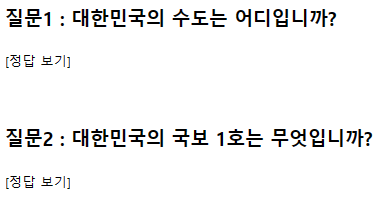 질문1 : 대한민국의 수도는 어디입니까?
[정답 보기]
질문2 : 대한민국의 국보 1호는 무엇입니까?
[정답 보기]